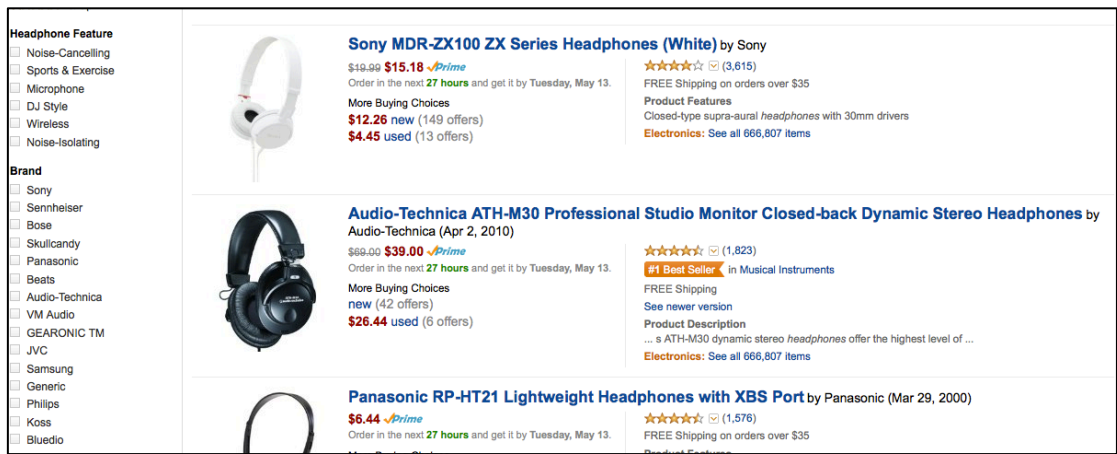 Headphone Feature
Noise-Cancelling
Sports & Exercise
Microphone
DJ Style
Wireless
Noise-Isolating
Brand
Sony
Sennheiser
Bose
Skullcandy
Panasonic
Beats
Audio-Technica
VM Audio
GEARONIC TM
JVC
Samsung
Generic
Philips
Koss
Bluedio
Sony MDR-ZX100 ZX Series Headphones (White) by Sony
$19.99 $15.18 Prime
Order in the next 27 hours and get it by Tuesday, May 13.
More Buying Choices
$12.26 new (149 offers)
$4.45 used (13 offers)
(3,615)
FREE Shipping on orders over $35
Product Features
Closed-type supra-aural headphones with 30mm drivers
Electronics: See all 666,807 items
Audio-Technica ATH-M30 Professional Studio Monitor Closed-back Dynamic Stereo Headphones by
Audio-Technica (Apr 2, 2010)
$69.00 $39.00 Prime
Order in the next 27 hours and get it by Tuesday, May 13.
More Buying Choices
new (42 offers)
$26.44 used (6 offers)
(1,823)
#1 Best Seller in Musical Instruments
FREE Shipping
See newer version
Product Description
... s ATH-M30 dynamic stereo headphones offer the highest level of ...
Electronics: See all 666,807 items
Panasonic RP-HT21 Lightweight Headphones with XBS Port by Panasonic (Mar 29, 2000)
$6.44 Prime
Order in the next 27 hours and get it by Tuesday, May 13.
(1,576)
FREE Shipping on orders over $35